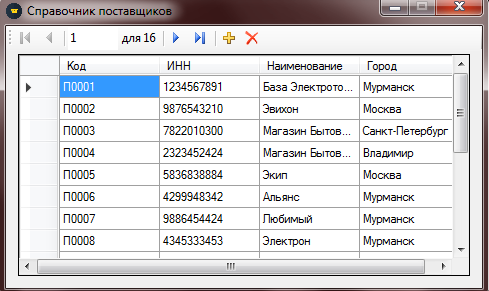 Справочник поставщиков
1 для 16
Код ИНН Наименование Город
П0001 1234567891 База Электрото... Мурманск
П0002 9876543210 Эвихон Москва
П0003 7822010300 Магазин Бытов... Санкт-Петербург
П0004 2323452424 Магазин Бытов... Владимир
П0005 5836838884 Экип Москва
П0006 4299948342 Альянс Мурманск
П0007 9886454424 Любимый Мурманск
П0008 4345333453 Электрон Мурманск